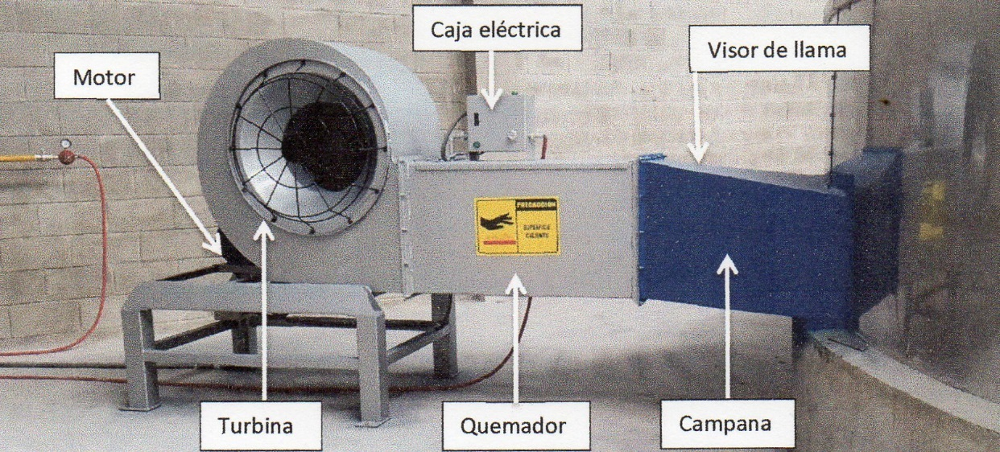 Caja eléctrica
Visor de llama
Motor
PRECAUCION
SUPERFICIE
CALIENTE
Turbina
Quemador
Campana